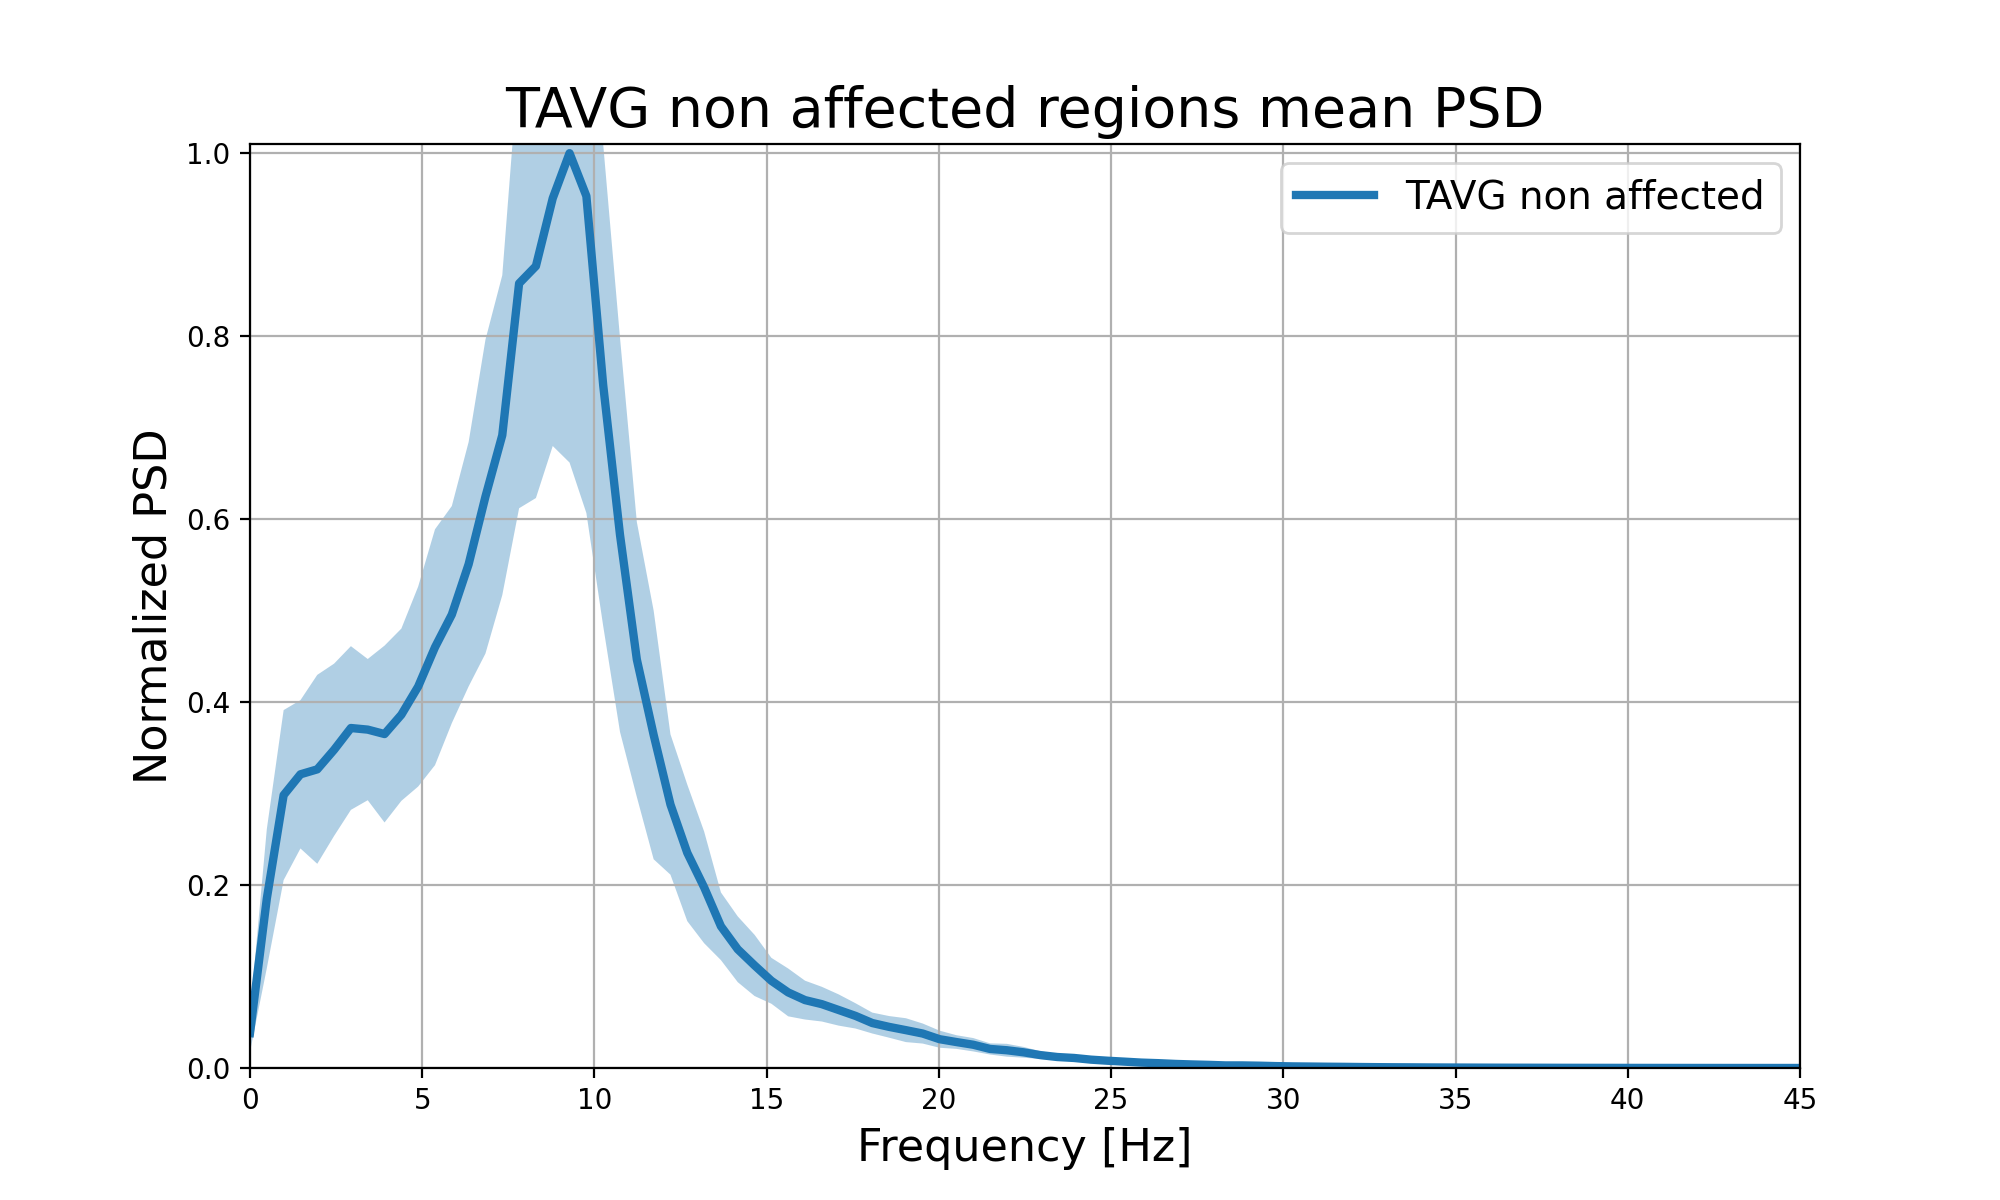 TAVG non affected regions mean PSD
TAVG non affected
Normalized PSD
1.0
0.8
0.6
0.4
0.2
0.0
0 5 10 15 20 25 30 35 40 45
Frequency [Hz]